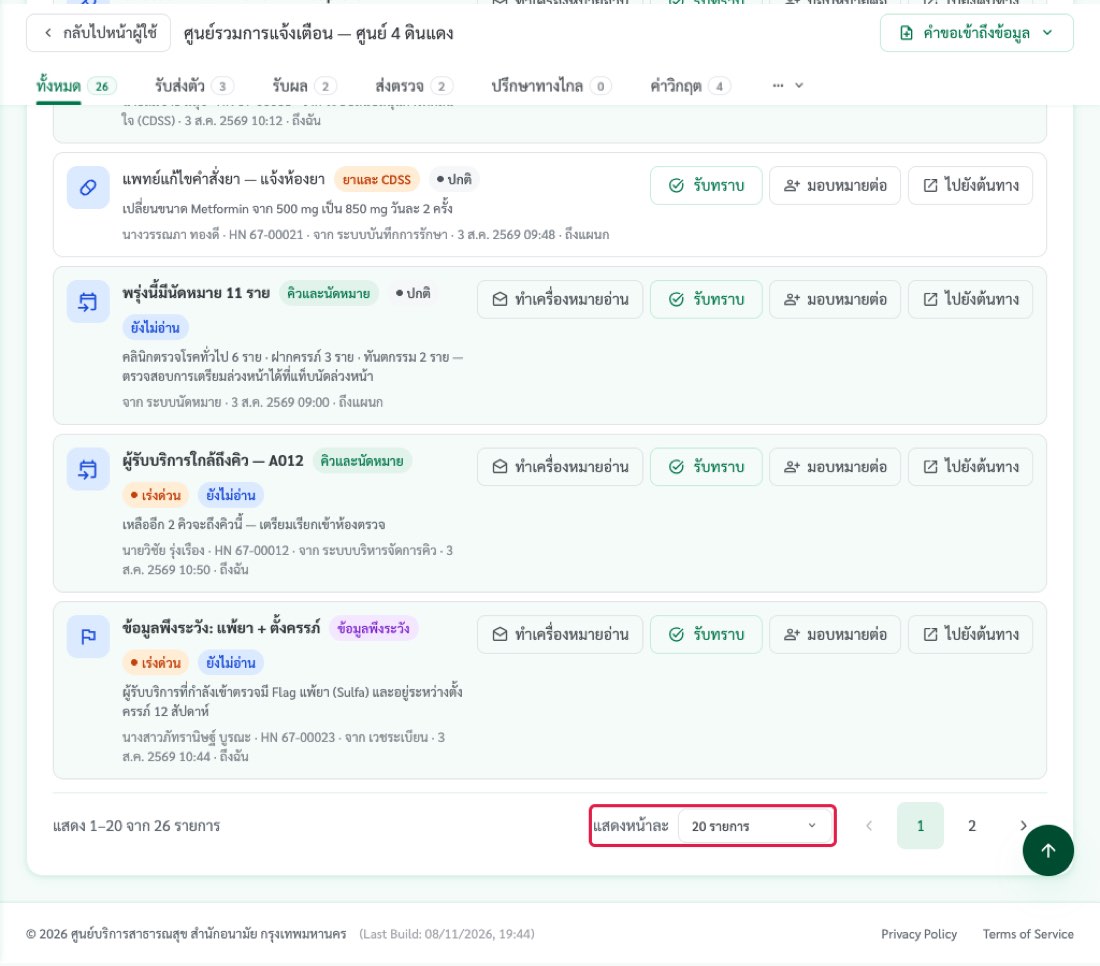 กลับไปหน้าผู้ใช้ ศูนย์รวมการแจ้งเตือน — ศูนย์ 4 ดินแดง คำขอเข้าถึงข้อมูล
ทั้งหมด 26 รับส่งตัว 3 รับผล 2 ส่งตรวจ 2 ปรึกษาทางไกล 0 ค่าวิกฤต 4 ...
ใจ (CDSS) · 3 ส.ค. 2569 10:12 · ถึงฉัน
แพทย์แก้ไขคำสั่งยา — แจ้งห้องยา ยาและ CDSS ปกติ รับทราบ มอบหมายต่อ ไปยังต้นทาง
เปลี่ยนขนาด Metformin จาก 500 mg เป็น 850 mg วันละ 2 ครั้ง
นางวรรณภา ทองดี · HN 67-00021 · จาก ระบบบันทึกการรักษา · 3 ส.ค. 2569 09:48 · ถึงแผนก
พรุ่งนี้มีนัดหมาย 11 ราย คิวและนัดหมาย ปกติ ทำเครื่องหมายอ่าน รับทราบ มอบหมายต่อ ไปยังต้นทาง
ยังไม่อ่าน
คลินิกตรวจโรคทั่วไป 6 ราย · ฝากครรภ์ 3 ราย · ทันตกรรม 2 ราย —
ตรวจสอบการเตรียมล่วงหน้าได้ที่แท็บนัดล่วงหน้า
จาก ระบบนัดหมาย · 3 ส.ค. 2569 09:00 · ถึงแผนก
ผู้รับบริการใกล้ถึงคิว — A012 คิวและนัดหมาย ทำเครื่องหมายอ่าน รับทราบ มอบหมายต่อ ไปยังต้นทาง
เร่งด่วน ยังไม่อ่าน
เหลืออีก 2 คิวจะถึงคิวนี้ — เตรียมเรียกเข้าห้องตรวจ
นายวิชัย รุ่งเรือง · HN 67-00012 · จาก ระบบบริหารจัดการคิว · 3
ส.ค. 2569 10:50 · ถึงฉัน
ข้อมูลพึงระวัง: แพ้ยา + ตั้งครรภ์ ข้อมูลพึงระวัง ทำเครื่องหมายอ่าน รับทราบ มอบหมายต่อ ไปยังต้นทาง
เร่งด่วน ยังไม่อ่าน
ผู้รับบริการที่กำลังเข้าตรวจมี Flag แพ้ยา (Sulfa) และอยู่ระหว่างตั้ง
ครรภ์ 12 สัปดาห์
นางสาวภัทรานิษฐ์ บูรณะ · HN 67-00023 · จาก เวชระเบียน · 3
ส.ค. 2569 10:44 · ถึงฉัน
แสดง 1–20 จาก 26 รายการ แสดงหน้าละ 20 รายการ 1 2
© 2026 ศูนย์บริการสาธารณสุข สำนักอนามัย กรุงเทพมหานคร (Last Build: 08/11/2026, 19:44) Privacy Policy Terms of Service